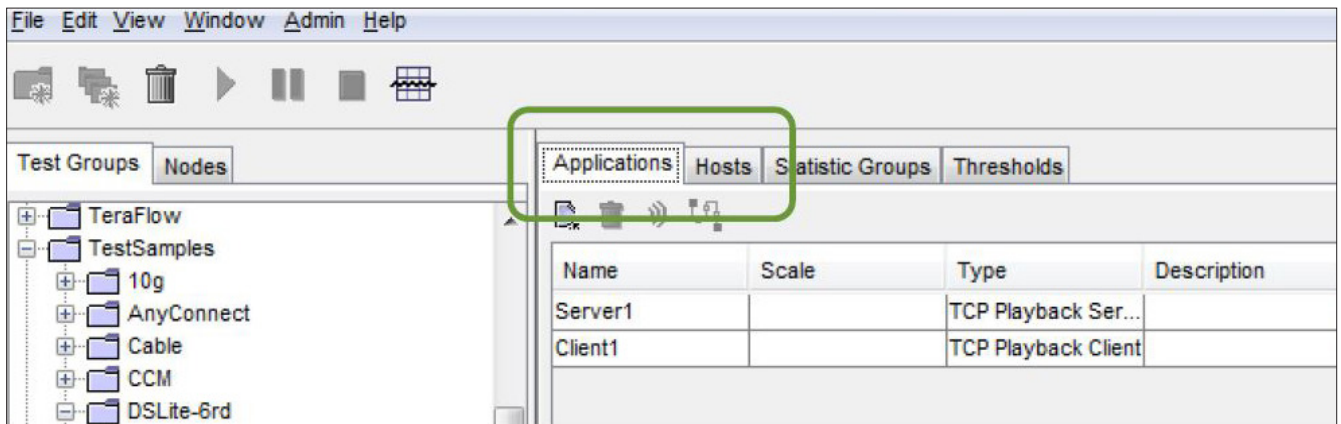 File Edit View Window Admin Help
Test Groups Nodes
TeraFlow
TestSamples
10g
AnyConnect
Cable
CCM
DSLite-6rd
Applications Hosts Statistic Groups Thresholds
Name Scale Type Description
Server1 TCP Playback Ser...
Client1 TCP Playback Client